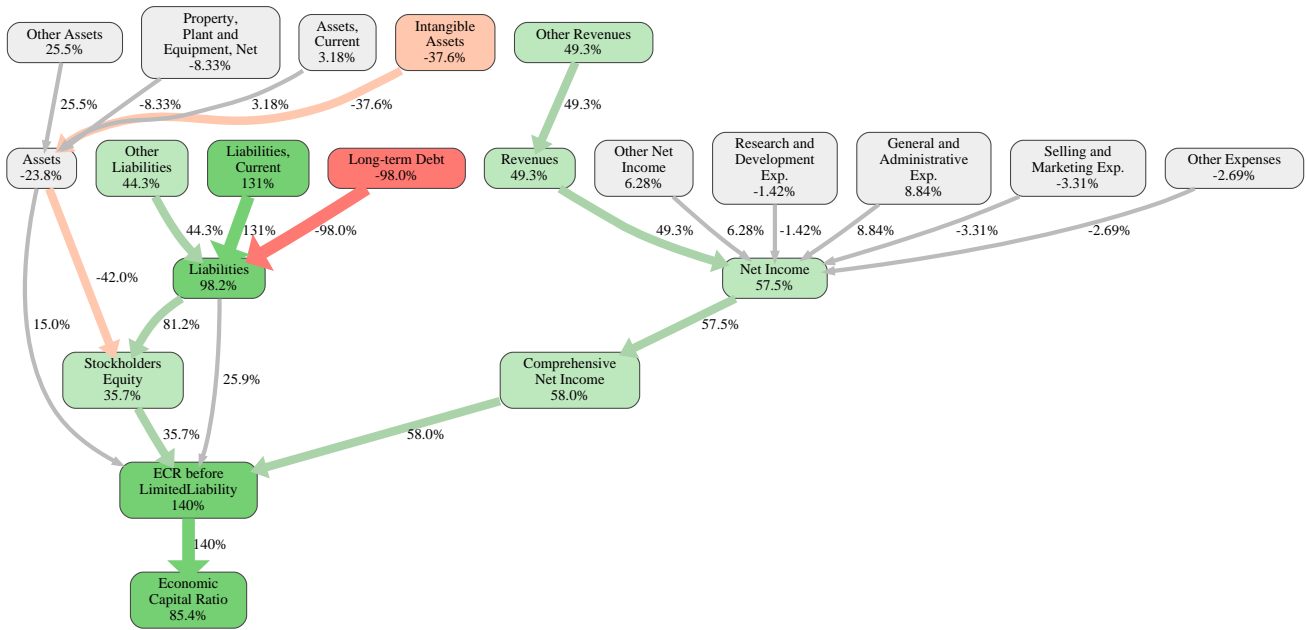 Other Assets
25.5%
Property,
Plant and
Equipment, Net
-8.33%
Assets,
Current
3.18%
Intangible
Assets
-37.6%
Other Revenues
49.3%
25.5%
-8.33%
3.18%
-37.6%
49.3%
Assets
-23.8%
Other
Liabilities
44.3%
Liabilities,
Current
131%
Long-term Debt
-98.0%
Revenues
49.3%
Other Net
Income
6.28%
Research and
Development
Exp.
-1.42%
General and
Administrative
Exp.
8.84%
Selling and
Marketing Exp.
-3.31%
Other Expenses
-2.69%
44.3%
131%
-98.0%
49.3%
6.28%
-1.42%
8.84%
-3.31%
-2.69%
-42.0%
Liabilities
98.2%
Net Income
57.5%
15.0%
81.2%
57.5%
Stockholders
Equity
35.7%
25.9%
Comprehensive
Net Income
58.0%
35.7%
58.0%
ECR before
LimitedLiability
140%
140%
Economic
Capital Ratio
85.4%